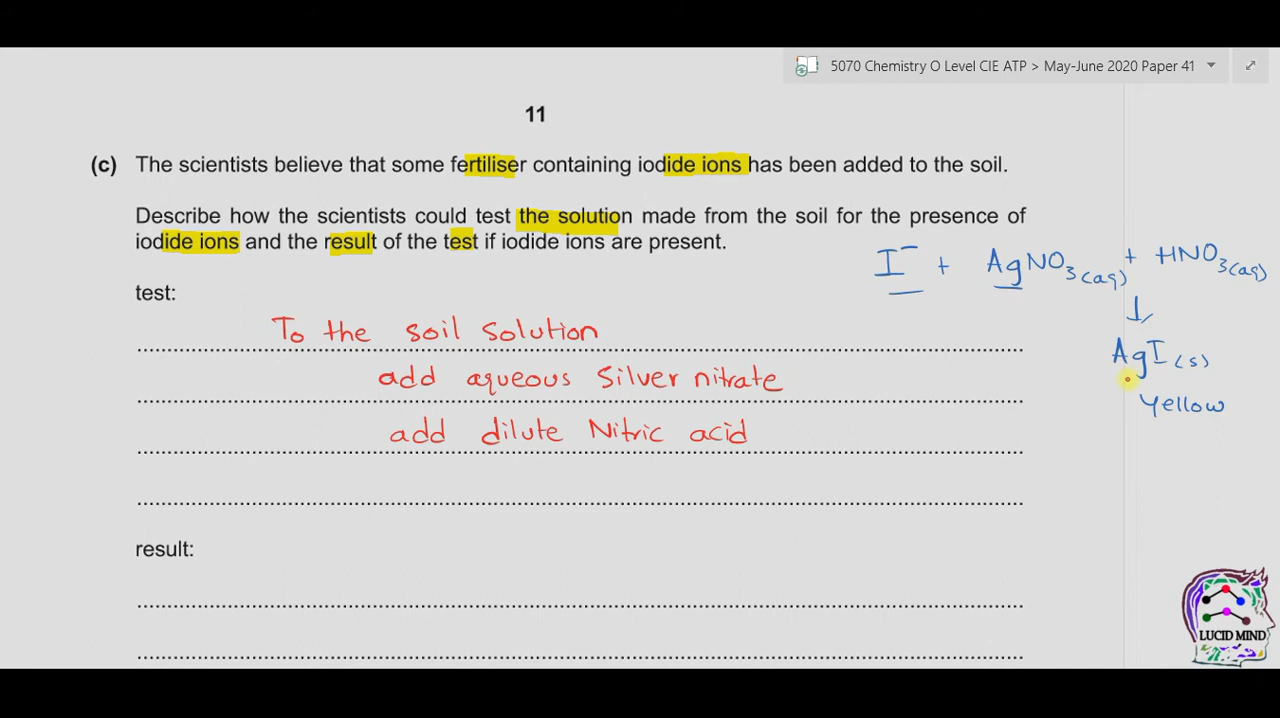 5070 Chemistry O Level CIE ATP > May-June 2020 Paper 41
11
(c) The scientists believe that some fertiliser containing iodide ions has been added to the soil.
Describe how the scientists could test the solution made from the soil for the presence of
iodide ions and the result of the test if iodide ions are present.
I⁻ + AgNO₃(aq) + HNO₃(aq)
↓
AgI(s)
Yellow
test:
To the soil solution
add aqueous Silver nitrate
add dilute Nitric acid
result:
LUCID MIND